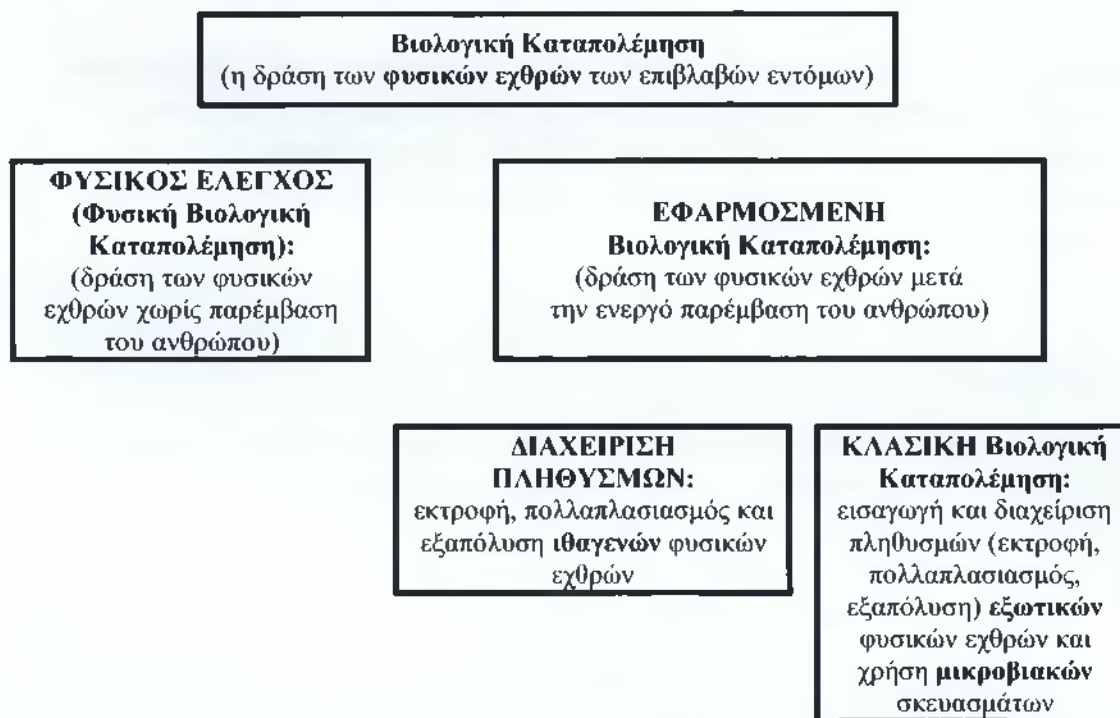 Βιολογική Καταπολέμηση
(η δράση των φυσικών εχθρών των επιβλαβών εντόμων)
ΦΥΣΙΚΟΣ ΕΛΕΓΧΟΣ
(Φυσική Βιολογική
Καταπολέμηση):
(δράση των φυσικών
εχθρών χωρίς παρέμβαση
του ανθρώπου)
ΕΦΑΡΜΟΣΜΕΝΗ
Βιολογική Καταπολέμηση:
(δράση των φυσικών εχθρών μετά
την ενεργό παρέμβαση του ανθρώπου)
ΔΙΑΧΕΙΡΙΣΗ
ΠΛΗΘΥΣΜΩΝ:
εκτροφή, πολλαπλασιασμός και
εξαπόλυση ιθαγενών φυσικών
εχθρών
ΚΛΑΣΙΚΗ Βιολογική
Καταπολέμηση:
εισαγωγή και διαχείριση
πληθυσμών (εκτροφή,
πολλαπλασιασμός,
εξαπόλυση) εξωτικών
φυσικών εχθρών και
χρήση μικροβιακών
σκευασμάτων